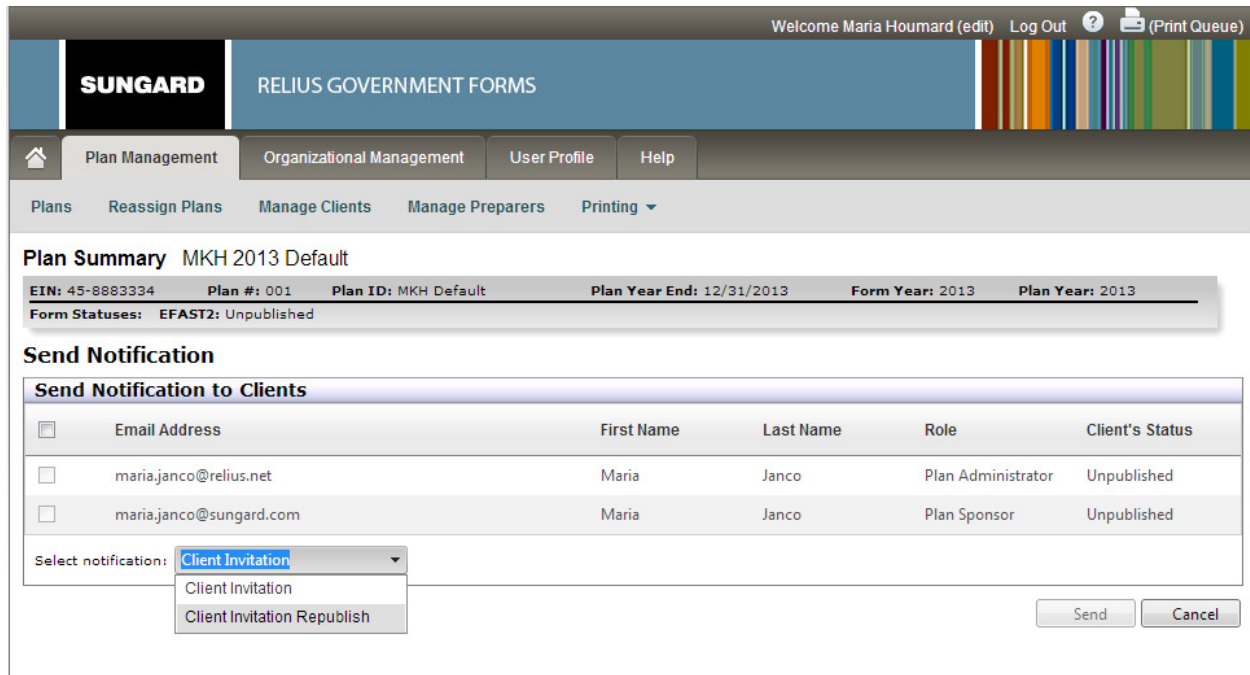 Welcome Maria Houmard (edit) Log Out ? (Print Queue)
SUNGARD RELIUS GOVERNMENT FORMS
Plan Management Organizational Management User Profile Help
Plans Reassign Plans Manage Clients Manage Preparers Printing
Plan Summary MKH 2013 Default
EIN: 45-8883334 Plan #: 001 Plan ID: MKH Default Plan Year End: 12/31/2013 Form Year: 2013 Plan Year: 2013
Form Statuses: EFAST2: Unpublished
Send Notification
Send Notification to Clients
Email Address First Name Last Name Role Client's Status
maria.janco@relius.net Maria Janco Plan Administrator Unpublished
maria.janco@sungard.com Maria Janco Plan Sponsor Unpublished
Select notification: Client Invitation
Client Invitation
Client Invitation Republish
Send Cancel